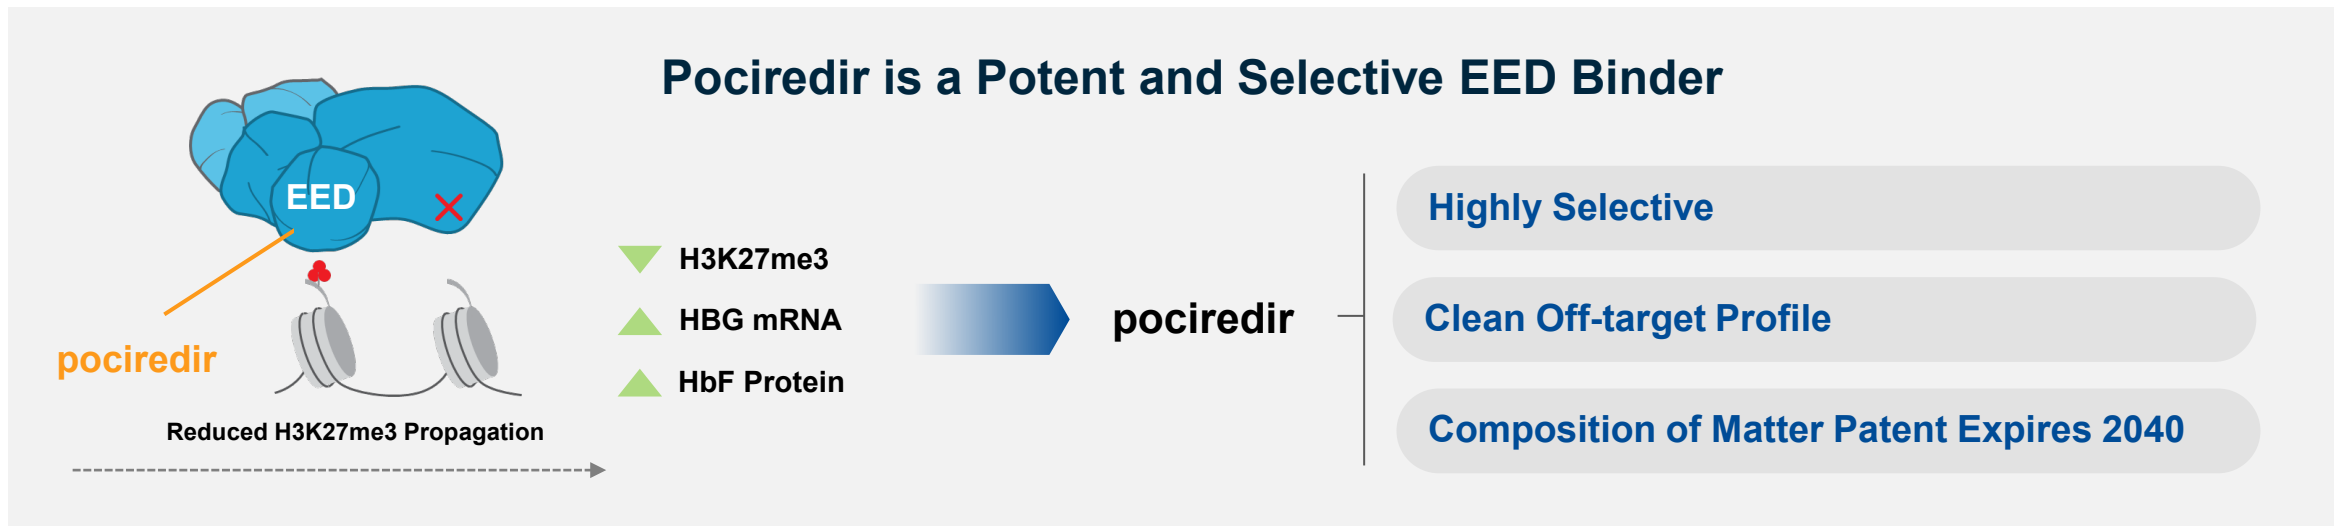 Pociredir is a Potent and Selective EED Binder
EED
pociredir
Reduced H3K27me3 Propagation
H3K27me3
HBG mRNA
HbF Protein
pociredir
Highly Selective
Clean Off-target Profile
Composition of Matter Patent Expires 2040